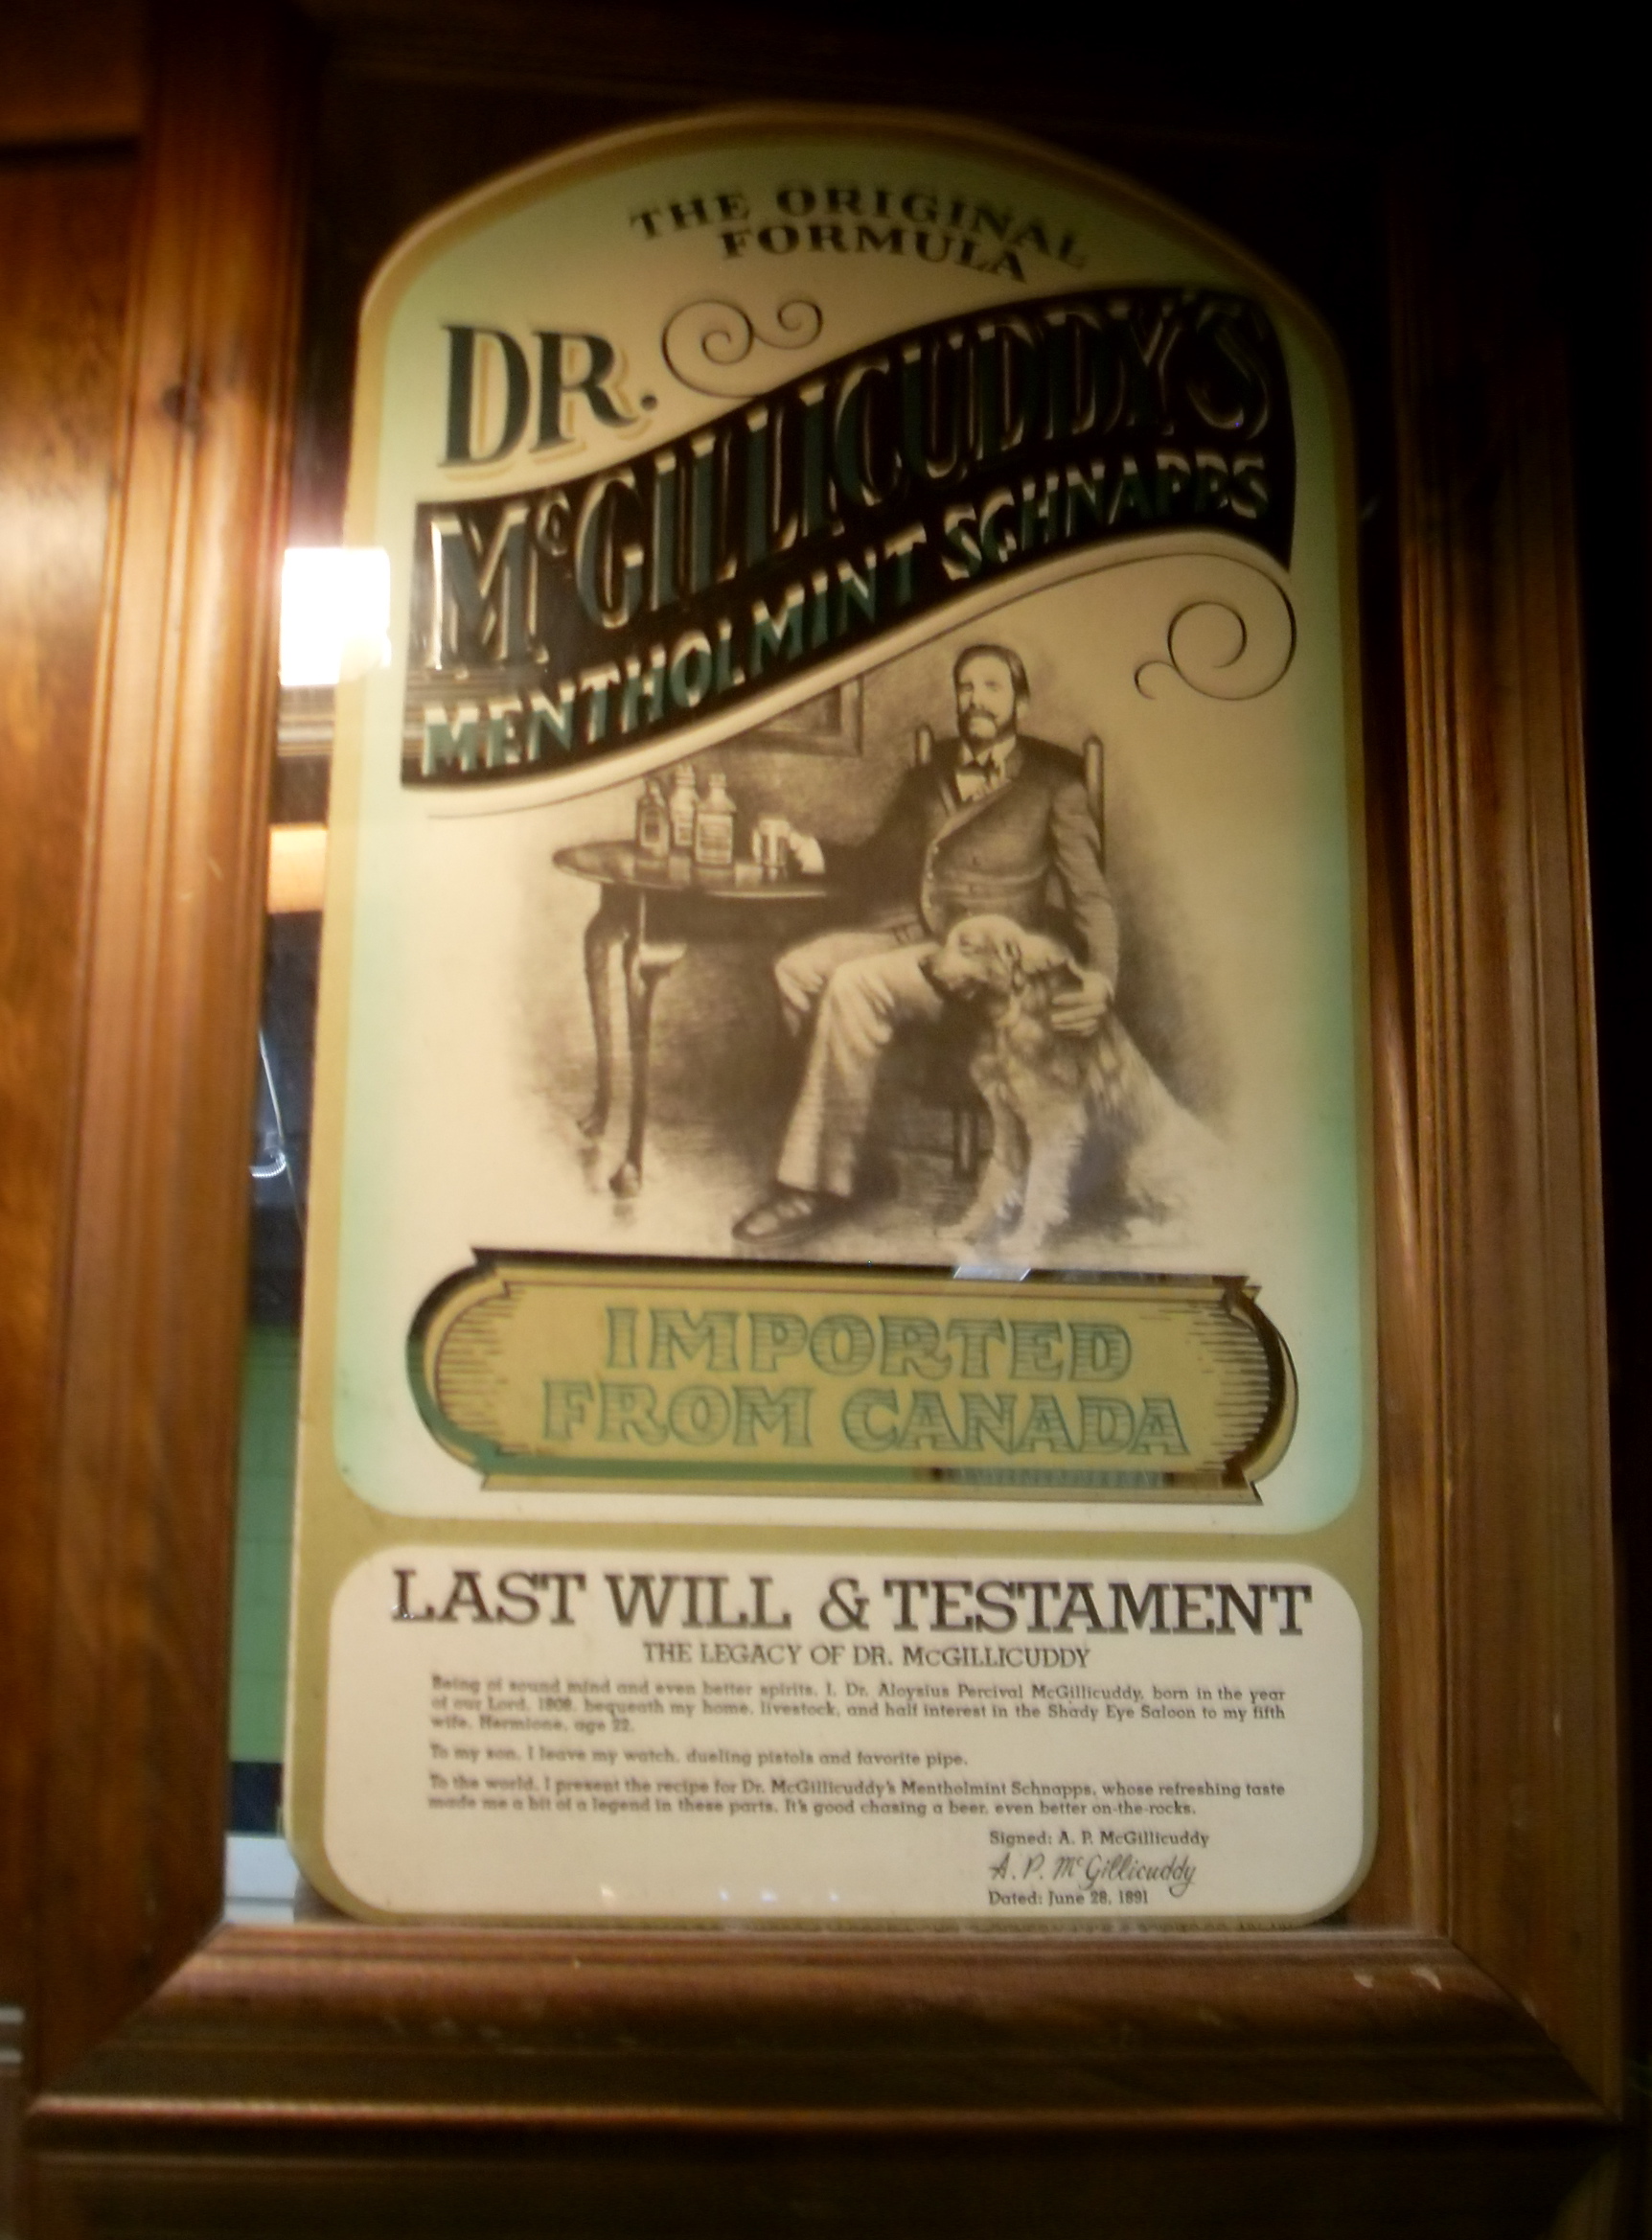 THE ORIGINAL
FORMULA
DR.
McGILLICUDDY'S
MENTHOLMINT SCHNAPPS
IMPORTED
FROM CANADA
LAST WILL & TESTAMENT
THE LEGACY OF DR. McGILLICUDDY
Being of sound mind and even better spirits, I, Dr. Aloysius Percival McGillicuddy, born in the year
of our Lord, 1808, bequeath my home, livestock, and half interest in the Shady Eye Saloon to my fifth
wife, Hermione, age 22.
To my son, I leave my watch, dueling pistols and favorite pipe.
To the world, I present the recipe for Dr. McGillicuddy's Mentholmint Schnapps, whose refreshing taste
made me a bit of a legend in these parts. It's good chasing a beer, even better on-the-rocks.
Signed: A. P. McGillicuddy
A. P. McGillicuddy
Dated: June 28, 1891